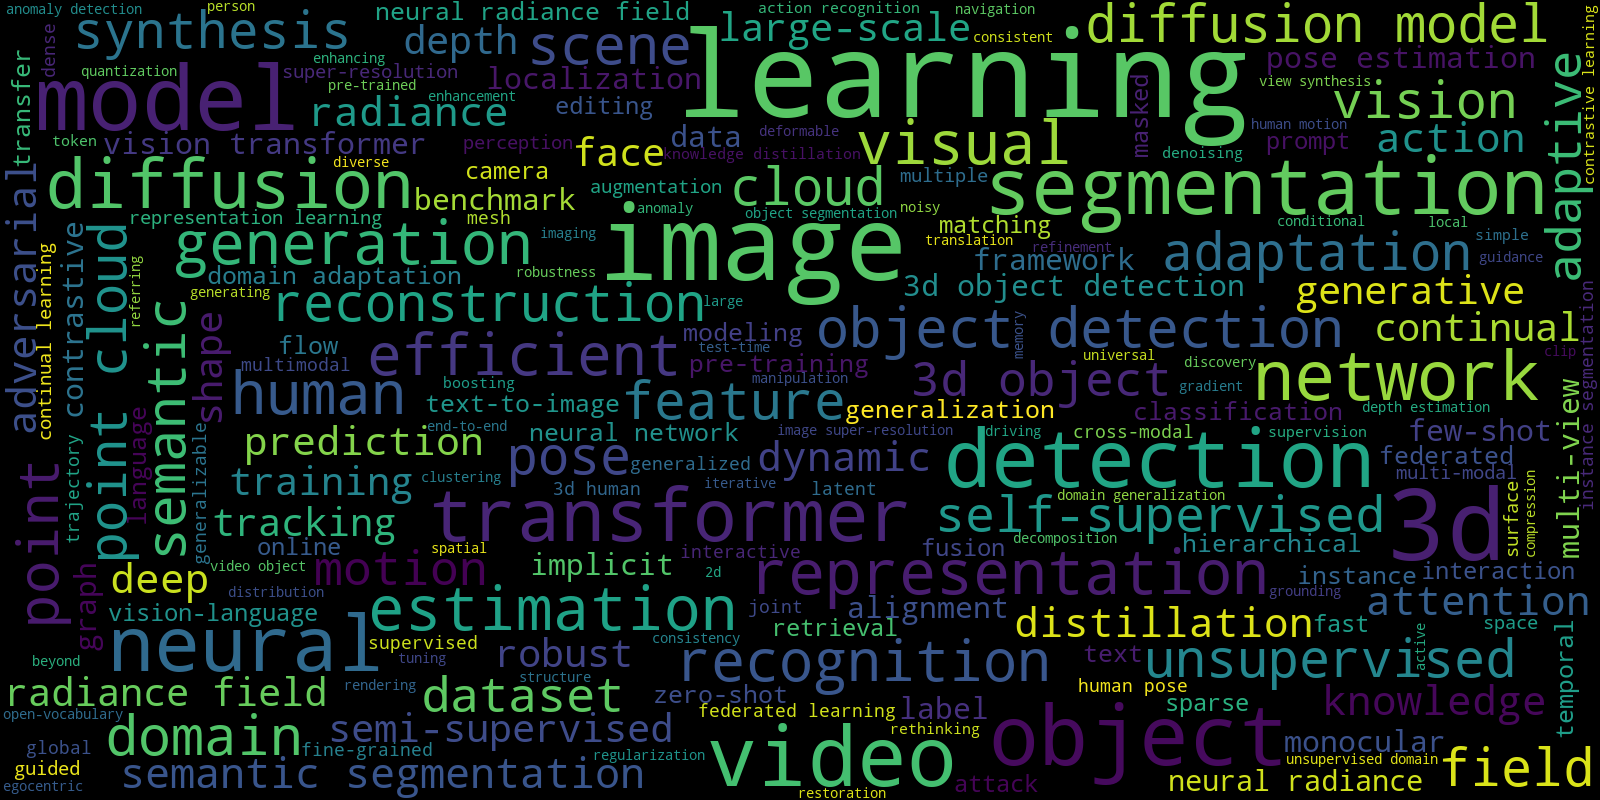 anomaly detection
person
neural radiance field
action recognition
navigation
diffusion model
synthesis
depth
scene
large-scale
consistent
learning
dense
quantization
enhancing
super-resolution
localization
pose estimation
contrastive learning
transfer
model
pre-trained
enhancement
radiance
editing
view synthesis
vision
masked
adaptive
token
vision transformer
perception
face
data
deformable
knowledge distillation
visual
human motion
prompt
action
denoising
diverse
diffusion
camera
benchmark
augmentation
cloud
multiple
segmentation
adversarial
representation learning
mesh
anomaly
object segmentation
noisy
matching
conditional
local
continual learning
contrastive
point cloud
referring
generation
imaging
image
translation
refinement
framework
adaptation
simple
guidance
domain adaptation
robustness
3d object detection
generating
reconstruction
large
generative
semantic
shape
flow
efficient
modeling
test-time
object detection
memory
continual
instance segmentation
multimodal
pre-training
universal
discovery
clip
human
boosting
manipulation
3d object
gradient
network
multi-view
text-to-image
feature
generalization
classification
depth estimation
language
trajectory
generalizable
prediction
end-to-end
neural network
image super-resolution
driving
cross-modal
supervision
few-shot
point
pose
generalized
dynamic
detection
federated
multi-modal
training
clustering
3d human
iterative
latent
domain generalization
surface
compression
tracking
transformer
self-supervised
3d
online
spatial
interactive
fusion
decomposition
hierarchical
graph
deep
video object
motion
implicit
2d
representation
instance
interaction
distribution
grounding
vision-language
estimation
joint
alignment
attention
neural
supervised
consistency
retrieval
distillation
fast
space
active
temporal
beyond
tuning
robust
recognition
text
unsupervised
structure
radiance field
rendering
dataset
zero-shot
human pose
sparse
knowledge
open-vocabulary
federated learning
label
rethinking
domain
semi-supervised
object
monocular
global
fine-grained
regularization
video
unsupervised domain
field
guided
egocentric
semantic segmentation
restoration
attack
neural radiance